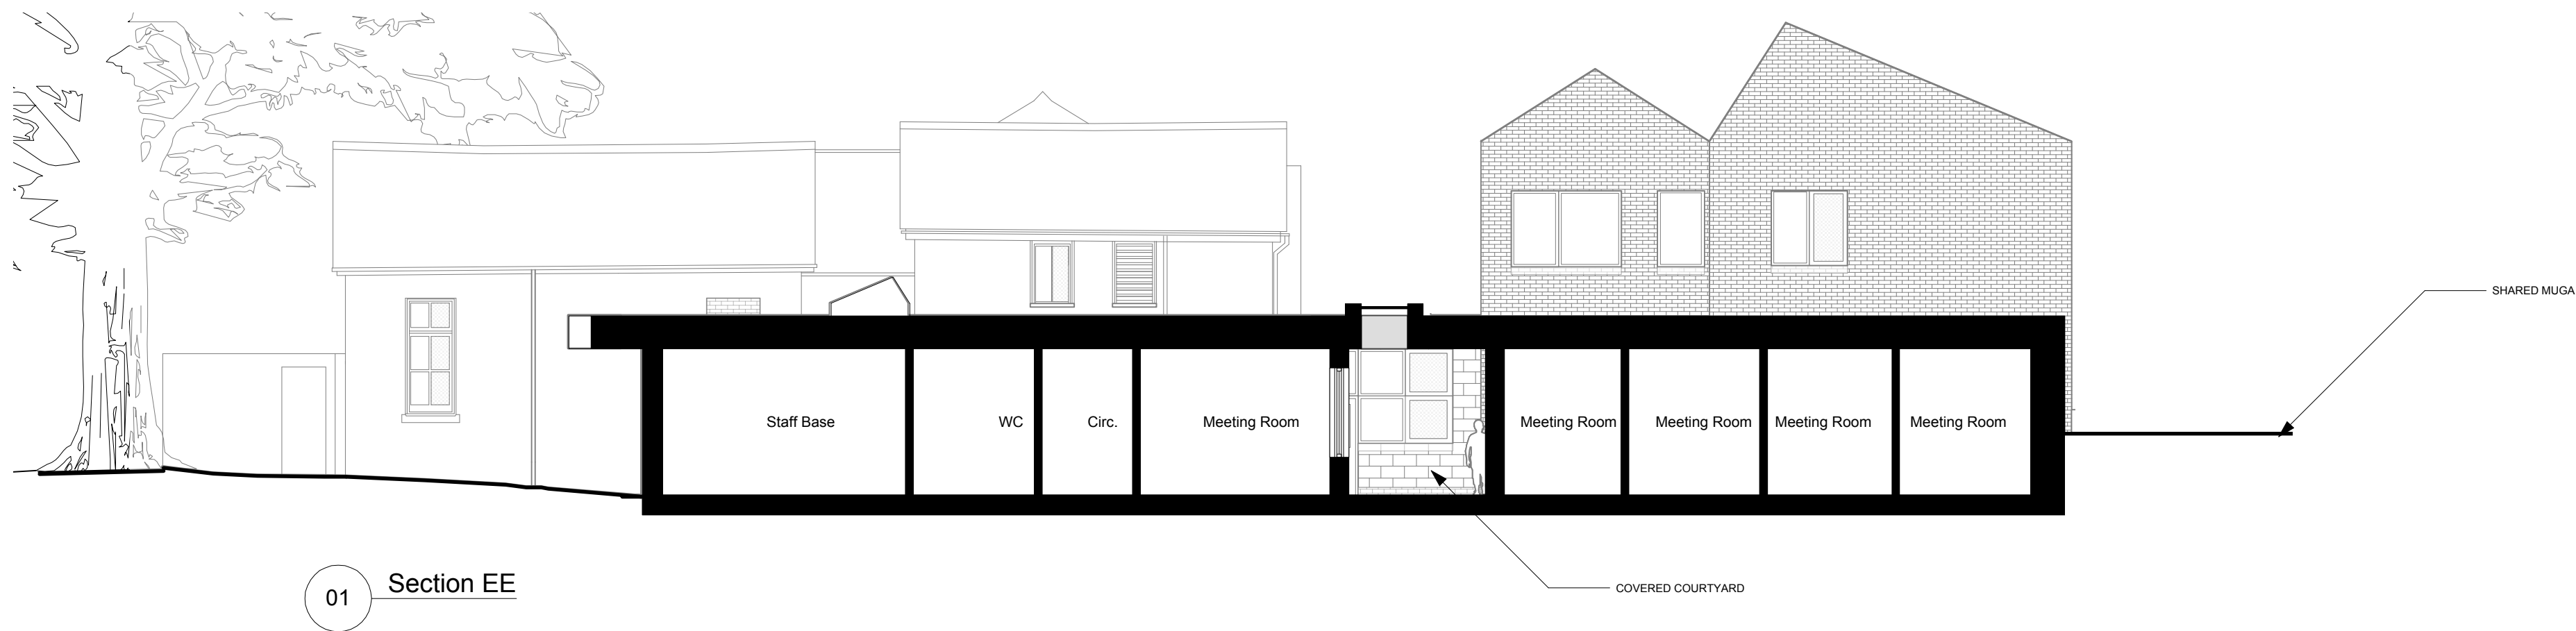 SHARED MUGA
Staff Base
WC
Circ.
Meeting Room
Meeting Room
Meeting Room
Meeting Room
Meeting Room
COVERED COURTYARD
01
Section EE